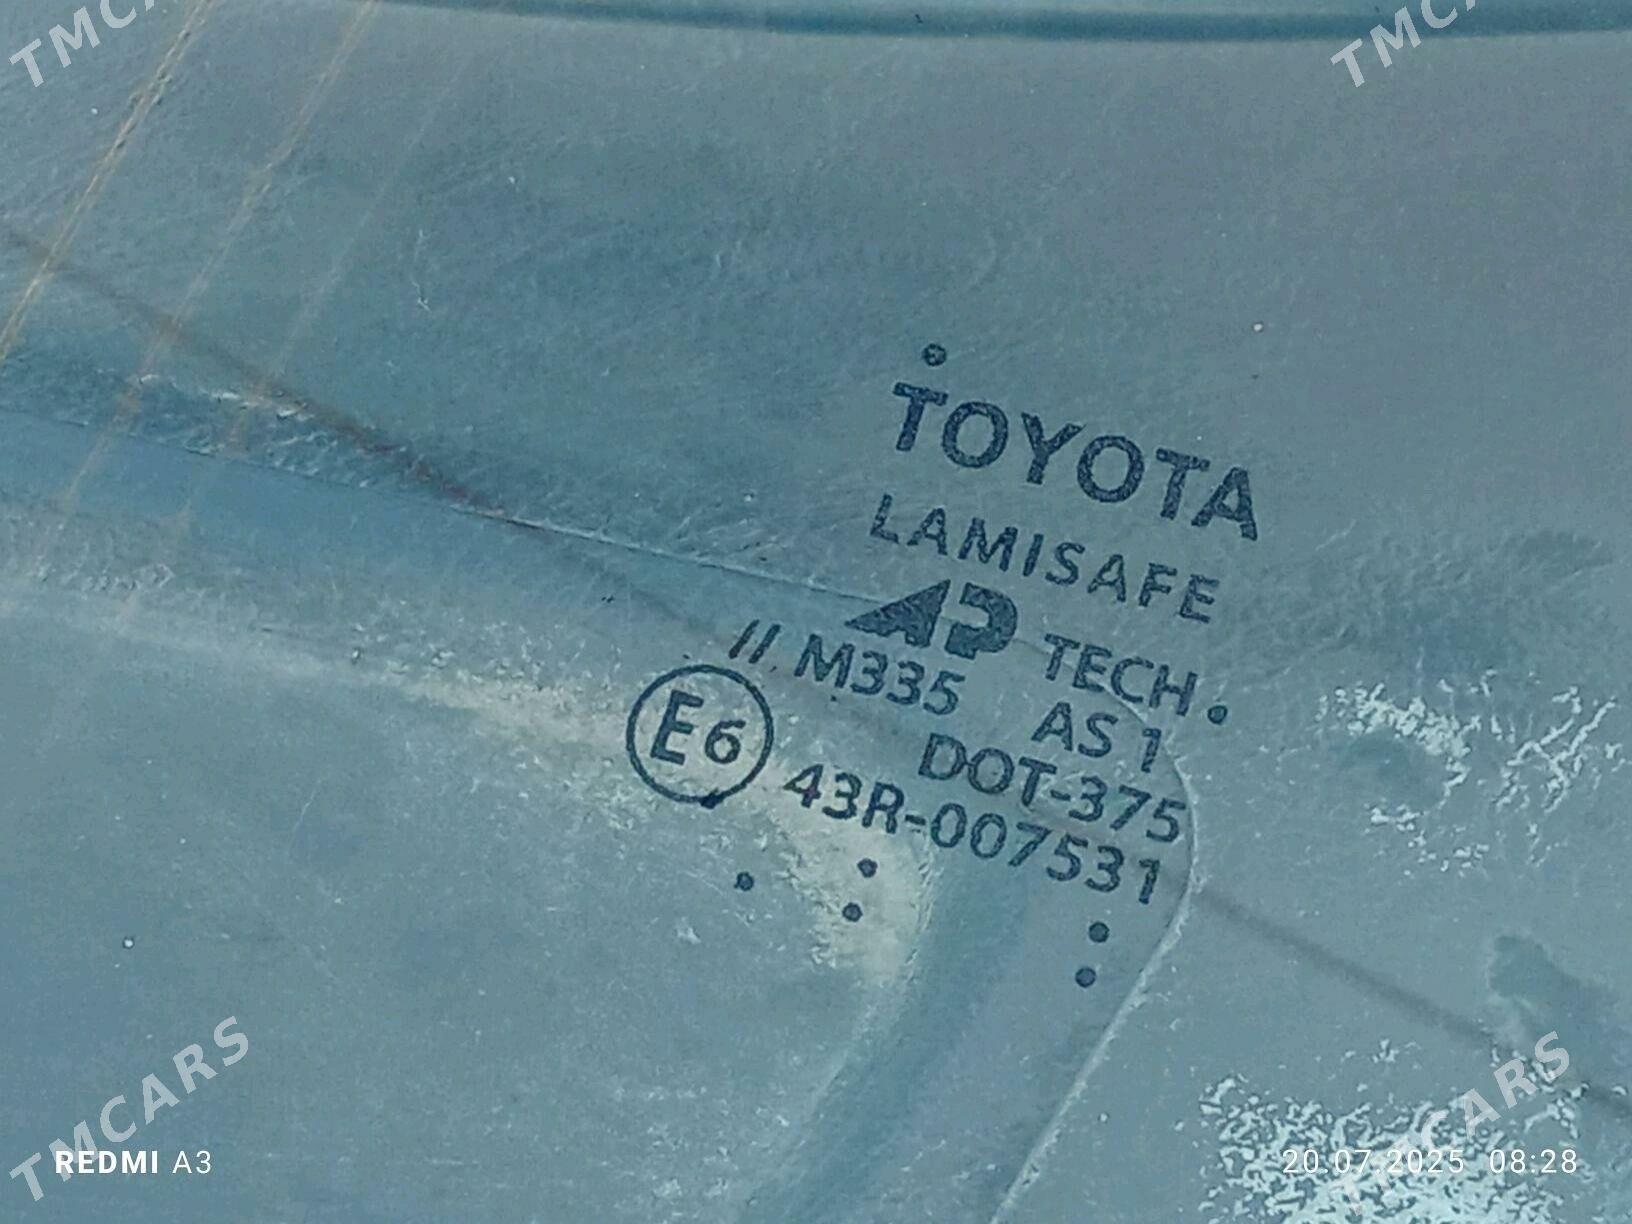 TMCARS
TMCARS
TOYOTA
LAMISAFE
AP TECH
// M335 AS 1
DOT-375
E6 43R-007531
TMCARS
TMCARS
REDMI A3
20.07.2025 08:28